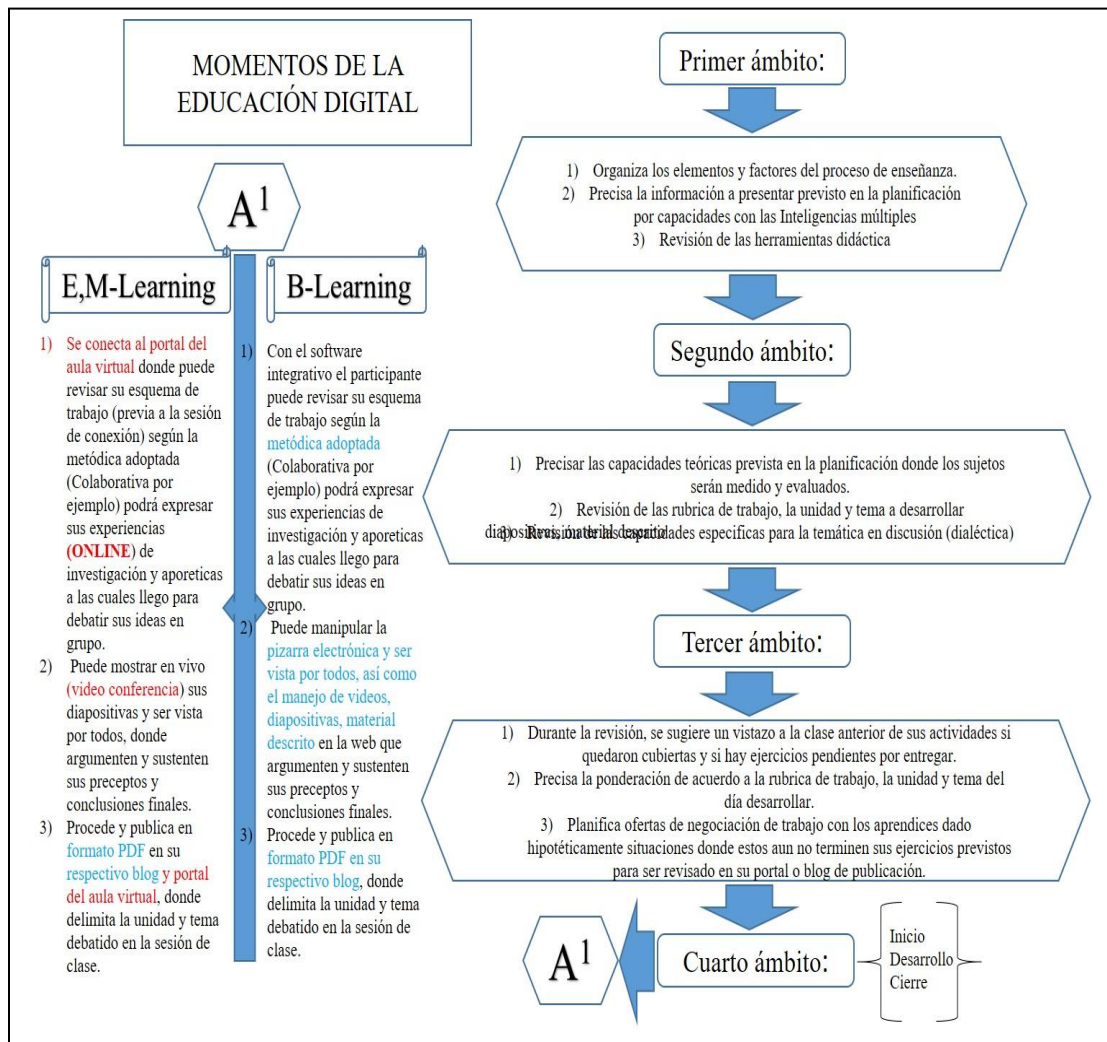 MOMENTOS DE LA
EDUCACIÓN DIGITAL
A¹
E,M-Learning
1) Se conecta al portal del
aula virtual donde puede
revisar su esquema de
trabajo (previa a la sesión
de conexión) según la
metódica adoptada
(Colaborativa por
ejemplo) podrá expresar
sus experiencias
(ONLINE) de
investigación y aporeticas
a las cuales llego para
debatir sus ideas en
grupo.
2) Puede mostrar en vivo
(video conferencia) sus
diapositivas y ser vista
por todos, donde
argumenten y sustenten
sus preceptos y
conclusiones finales.
3) Procede y publica en
formato PDF en su
respectivo blog y portal
del aula virtual, donde
delimita la unidad y tema
debatido en la sesión de
clase.
B-Learning
1) Con el software
integrativo el participante
puede revisar su esquema
de trabajo según la
metódica adoptada
(Colaborativa por
ejemplo) podrá expresar
sus experiencias de
investigación y aporeticas
a las cuales llego para
debatir sus ideas en
grupo.
2) Puede manipular la
pizarra electrónica y ser
vista por todos, así como
el manejo de videos,
diapositivas, material
descrito en la web que
argumenten y sustenten
sus preceptos y
conclusiones finales.
3) Procede y publica en
formato PDF en su
respectivo blog, donde
delimita la unidad y tema
debatido en la sesión de
clase.
Primer ámbito:
1) Organiza los elementos y factores del proceso de enseñanza.
2) Precisa la información a presentar previsto en la planificación
por capacidades con las Inteligencias múltiples
3) Revisión de las herramientas didáctica
Segundo ámbito:
1) Precisar las capacidades teóricas prevista en la planificación donde los sujetos
serán medido y evaluados.
2) Revisión de las rubrica de trabajo, la unidad y tema a desarrollar
diapositivas, material descrito
3) Revisión de las capacidades especificas para la temática en discusión (dialéctica)
Tercer ámbito:
1) Durante la revisión, se sugiere un vistazo a la clase anterior de sus actividades si
quedaron cubiertas y si hay ejercicios pendientes por entregar.
2) Precisa la ponderación de acuerdo a la rubrica de trabajo, la unidad y tema del
día desarrollar.
3) Planifica ofertas de negociación de trabajo con los aprendices dado
hipotéticamente situaciones donde estos aun no terminen sus ejercicios previstos
para ser revisado en su portal o blog de publicación.
A¹
Cuarto ámbito:
Inicio
Desarrollo
Cierre